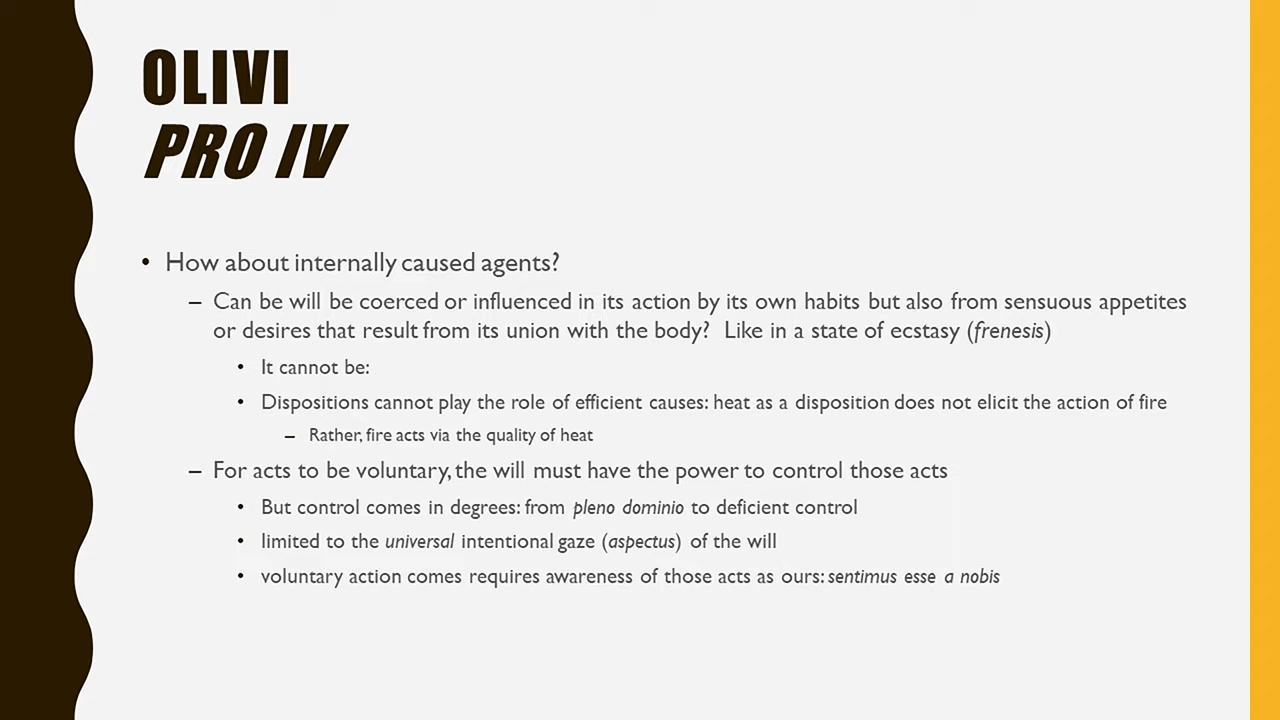 OLIVI
PRO IV
• How about internally caused agents?
– Can be will be coerced or influenced in its action by its own habits but also from sensuous appetites
or desires that result from its union with the body? Like in a state of ecstasy (frenesis)
• It cannot be:
• Dispositions cannot play the role of efficient causes: heat as a disposition does not elicit the action of fire
– Rather, fire acts via the quality of heat
– For acts to be voluntary, the will must have the power to control those acts
• But control comes in degrees: from pleno dominio to deficient control
• limited to the universal intentional gaze (aspectus) of the will
• voluntary action comes requires awareness of those acts as ours: sentimus esse a nobis